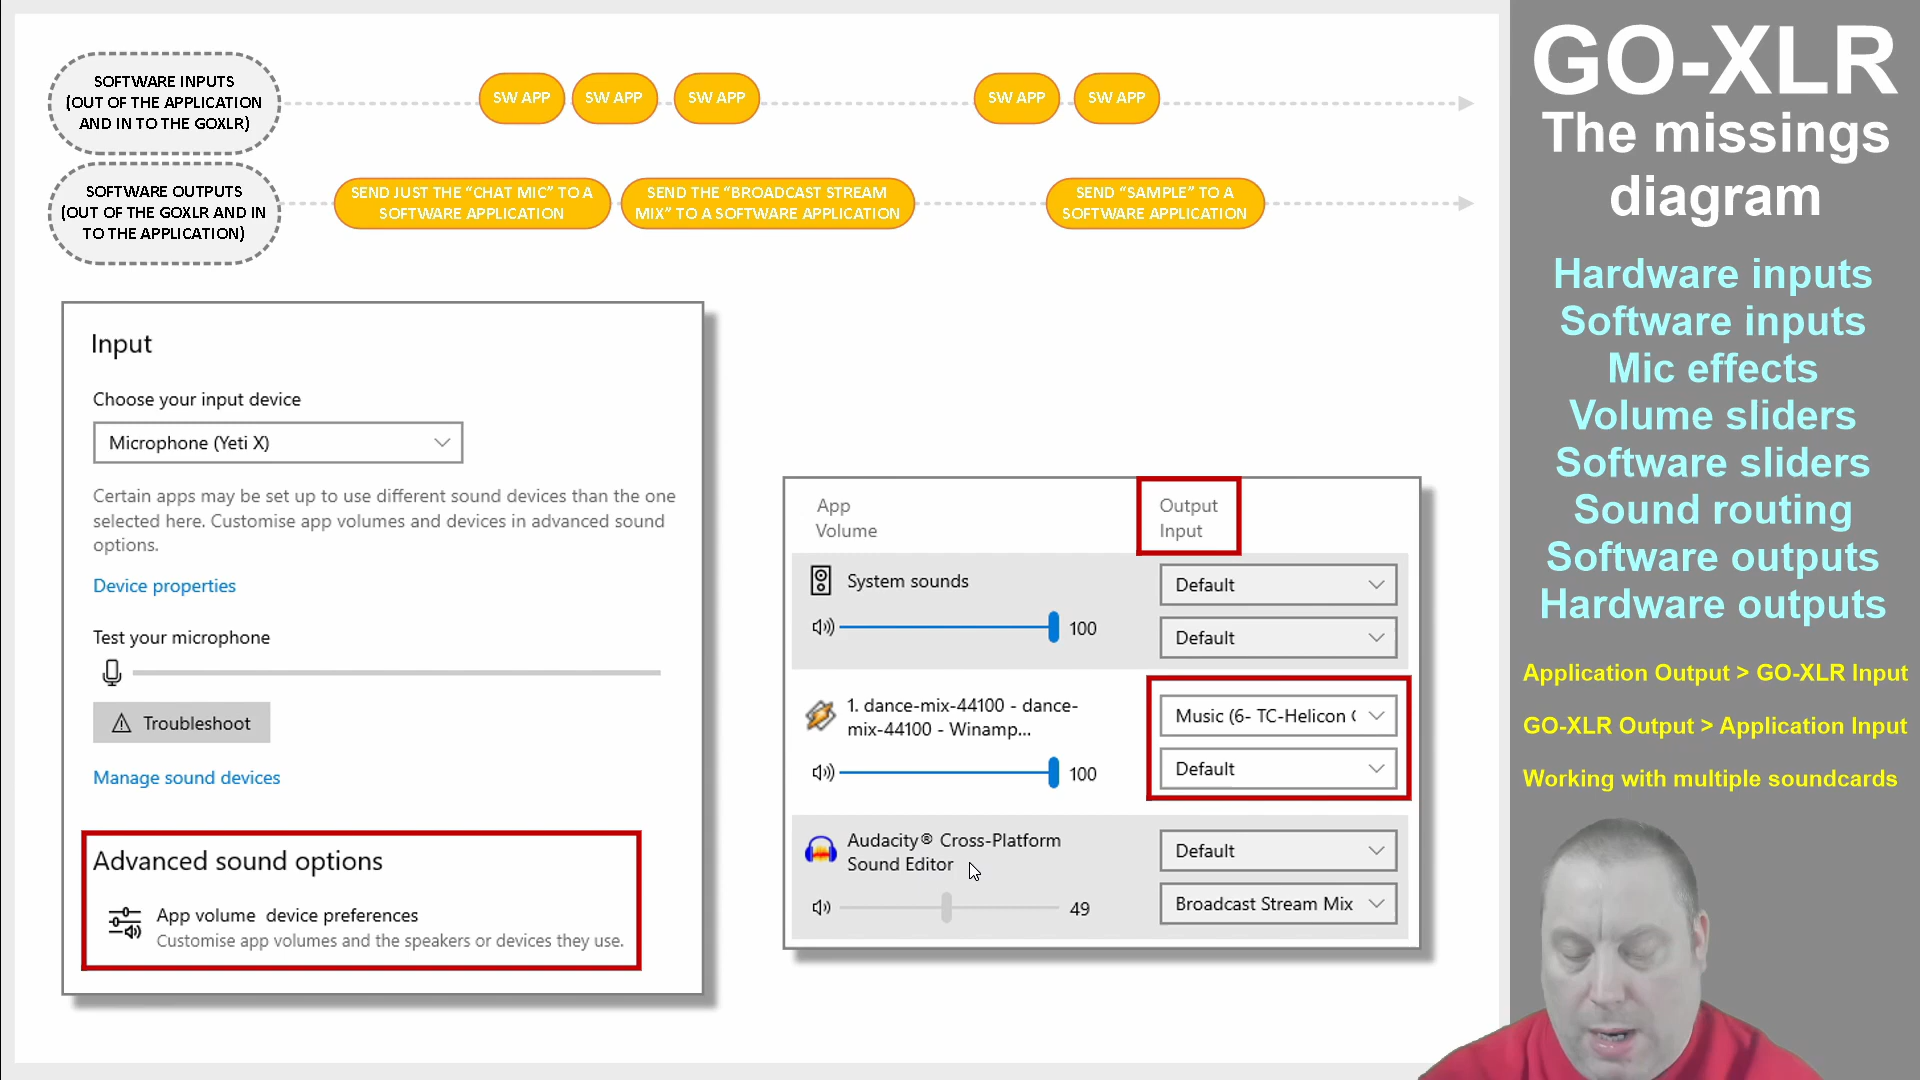 SOFTWARE INPUTS
(OUT OF THE APPLICATION
AND IN TO THE GOXLR)
SW APP
SW APP
SW APP
SW APP
SW APP
SOFTWARE OUTPUTS
(OUT OF THE GOXLR AND IN
TO THE APPLICATION)
SEND JUST THE “CHAT MIC” TO A
SOFTWARE APPLICATION
SEND THE “BROADCAST STREAM
MIX” TO A SOFTWARE APPLICATION
SEND “SAMPLE” TO A
SOFTWARE APPLICATION
Input
Choose your input device
Microphone (Yeti X)
Certain apps may be set up to use different sound devices than the one
selected here. Customise app volumes and devices in advanced sound
options.
Device properties
Test your microphone
Troubleshoot
Manage sound devices
Advanced sound options
App volume device preferences
Customise app volumes and the speakers or devices they use.
App
Volume
Output
Input
System sounds
100
Default
Default
1. dance-mix-44100 - dance-
mix-44100 - Winamp...
100
Music (6- TC-Helicon (
Default
Audacity® Cross-Platform
Sound Editor
49
Default
Broadcast Stream Mix
GO-XLR
The missings
diagram
Hardware inputs
Software inputs
Mic effects
Volume sliders
Software sliders
Sound routing
Software outputs
Hardware outputs
Application Output > GO-XLR Input
GO-XLR Output > Application Input
Working with multiple soundcards